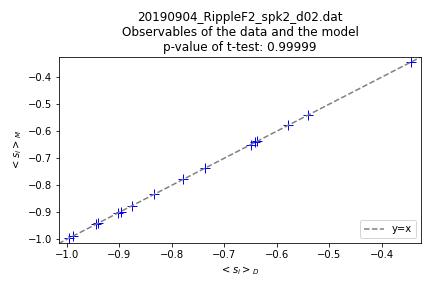 20190904_RippleF2_spk2_d02.dat
Observables of the data and the model
p-value of t-test: 0.99999
< s_i >_M
−0.4
−0.5
−0.6
−0.7
−0.8
−0.9
−1.0
y=x
−1.0 −0.9 −0.8 −0.7 −0.6 −0.5 −0.4
< s_i >_D